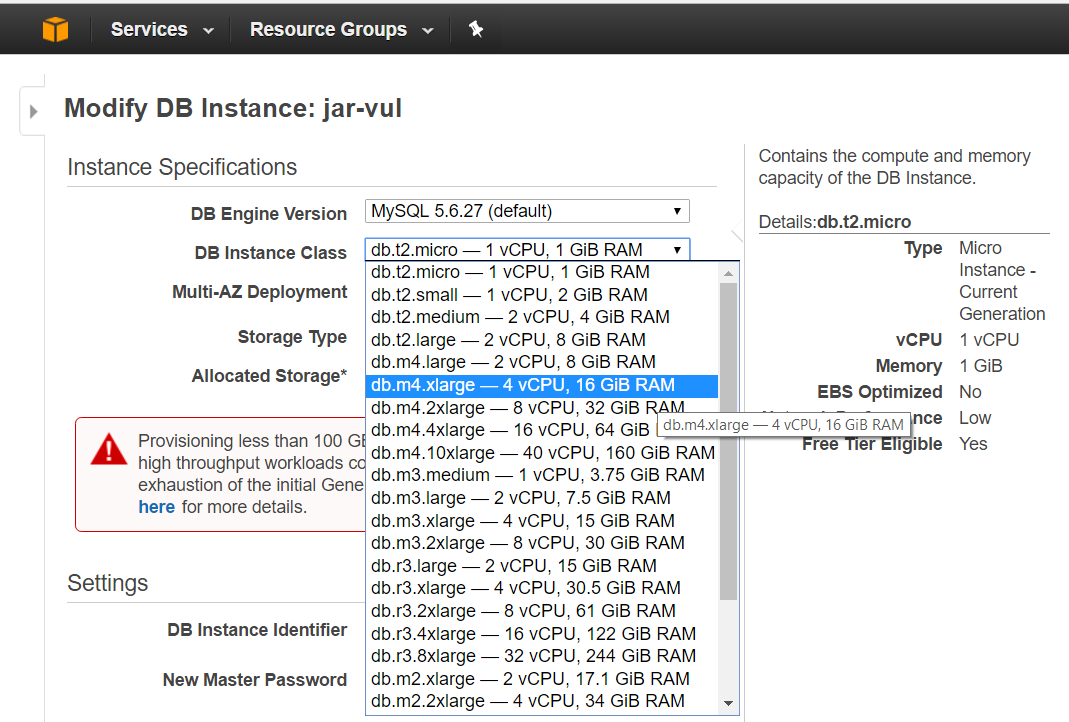 Services
Resource Groups
Modify DB Instance: jar-vul
Instance Specifications
DB Engine Version
MySQL 5.6.27 (default)
DB Instance Class
db.t2.micro — 1 vCPU, 1 GiB RAM
db.t2.micro — 1 vCPU, 1 GiB RAM
db.t2.small — 1 vCPU, 2 GiB RAM
db.t2.medium — 2 vCPU, 4 GiB RAM
db.t2.large — 2 vCPU, 8 GiB RAM
db.m4.large — 2 vCPU, 8 GiB RAM
db.m4.xlarge — 4 vCPU, 16 GiB RAM
db.m4.2xlarge — 8 vCPU, 32 GiB RAM
db.m4.4xlarge — 16 vCPU, 64 GiB
db.m4.10xlarge — 40 vCPU, 160 GiB RAM
db.m3.medium — 1 vCPU, 3.75 GiB RAM
db.m3.large — 2 vCPU, 7.5 GiB RAM
db.m3.xlarge — 4 vCPU, 15 GiB RAM
db.m3.2xlarge — 8 vCPU, 30 GiB RAM
db.r3.large — 2 vCPU, 15 GiB RAM
db.r3.xlarge — 4 vCPU, 30.5 GiB RAM
db.r3.2xlarge — 8 vCPU, 61 GiB RAM
db.r3.4xlarge — 16 vCPU, 122 GiB RAM
db.r3.8xlarge — 32 vCPU, 244 GiB RAM
db.m2.xlarge — 2 vCPU, 17.1 GiB RAM
db.m2.2xlarge — 4 vCPU, 34 GiB RAM
db.m4.xlarge — 4 vCPU, 16 GiB RAM
Multi-AZ Deployment
Storage Type
Allocated Storage*
Provisioning less than 100 
high throughput workloads
exhaustion of the initial
here for more details.
Settings
DB Instance Identifier
New Master Password
Contains the compute and memory
capacity of the DB Instance.
Details:db.t2.micro
Type Micro
Instance -
Current
Generation
vCPU 1 vCPU
Memory 1 GiB
EBS Optimized No
Low
Free Tier Eligible Yes